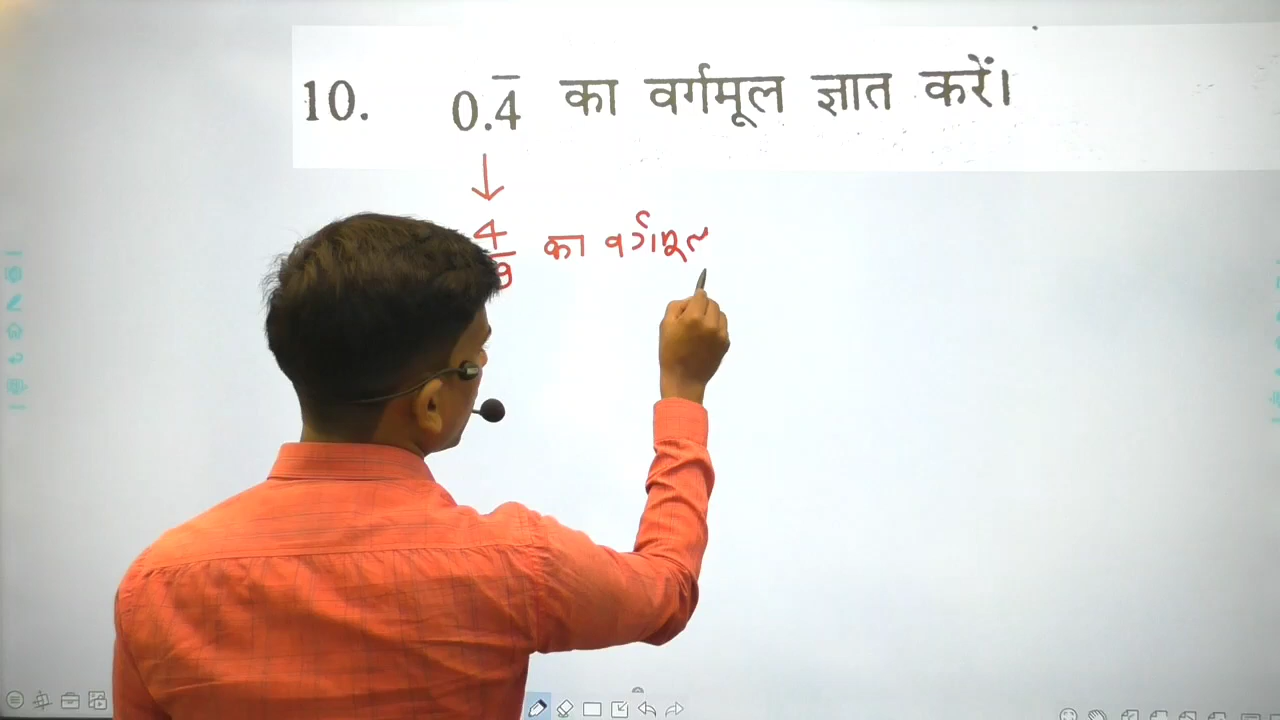 10. 0.4̅ का वर्गमूल ज्ञात करें।
↓
4/9 का वर्गमूल